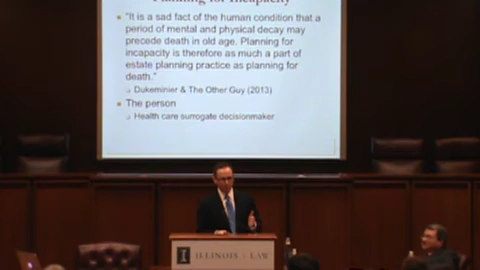 Planning for Incapacity
"It is a sad fact of the human condition that a
period of mental and physical decay may
precede death in old age. Planning for
incapacity is therefore as much a part of
estate planning practice as planning for
death."
Dukeminier & The Other Guy (2013)
The person
Health care surrogate decisionmaker
I ILLINOIS LAW